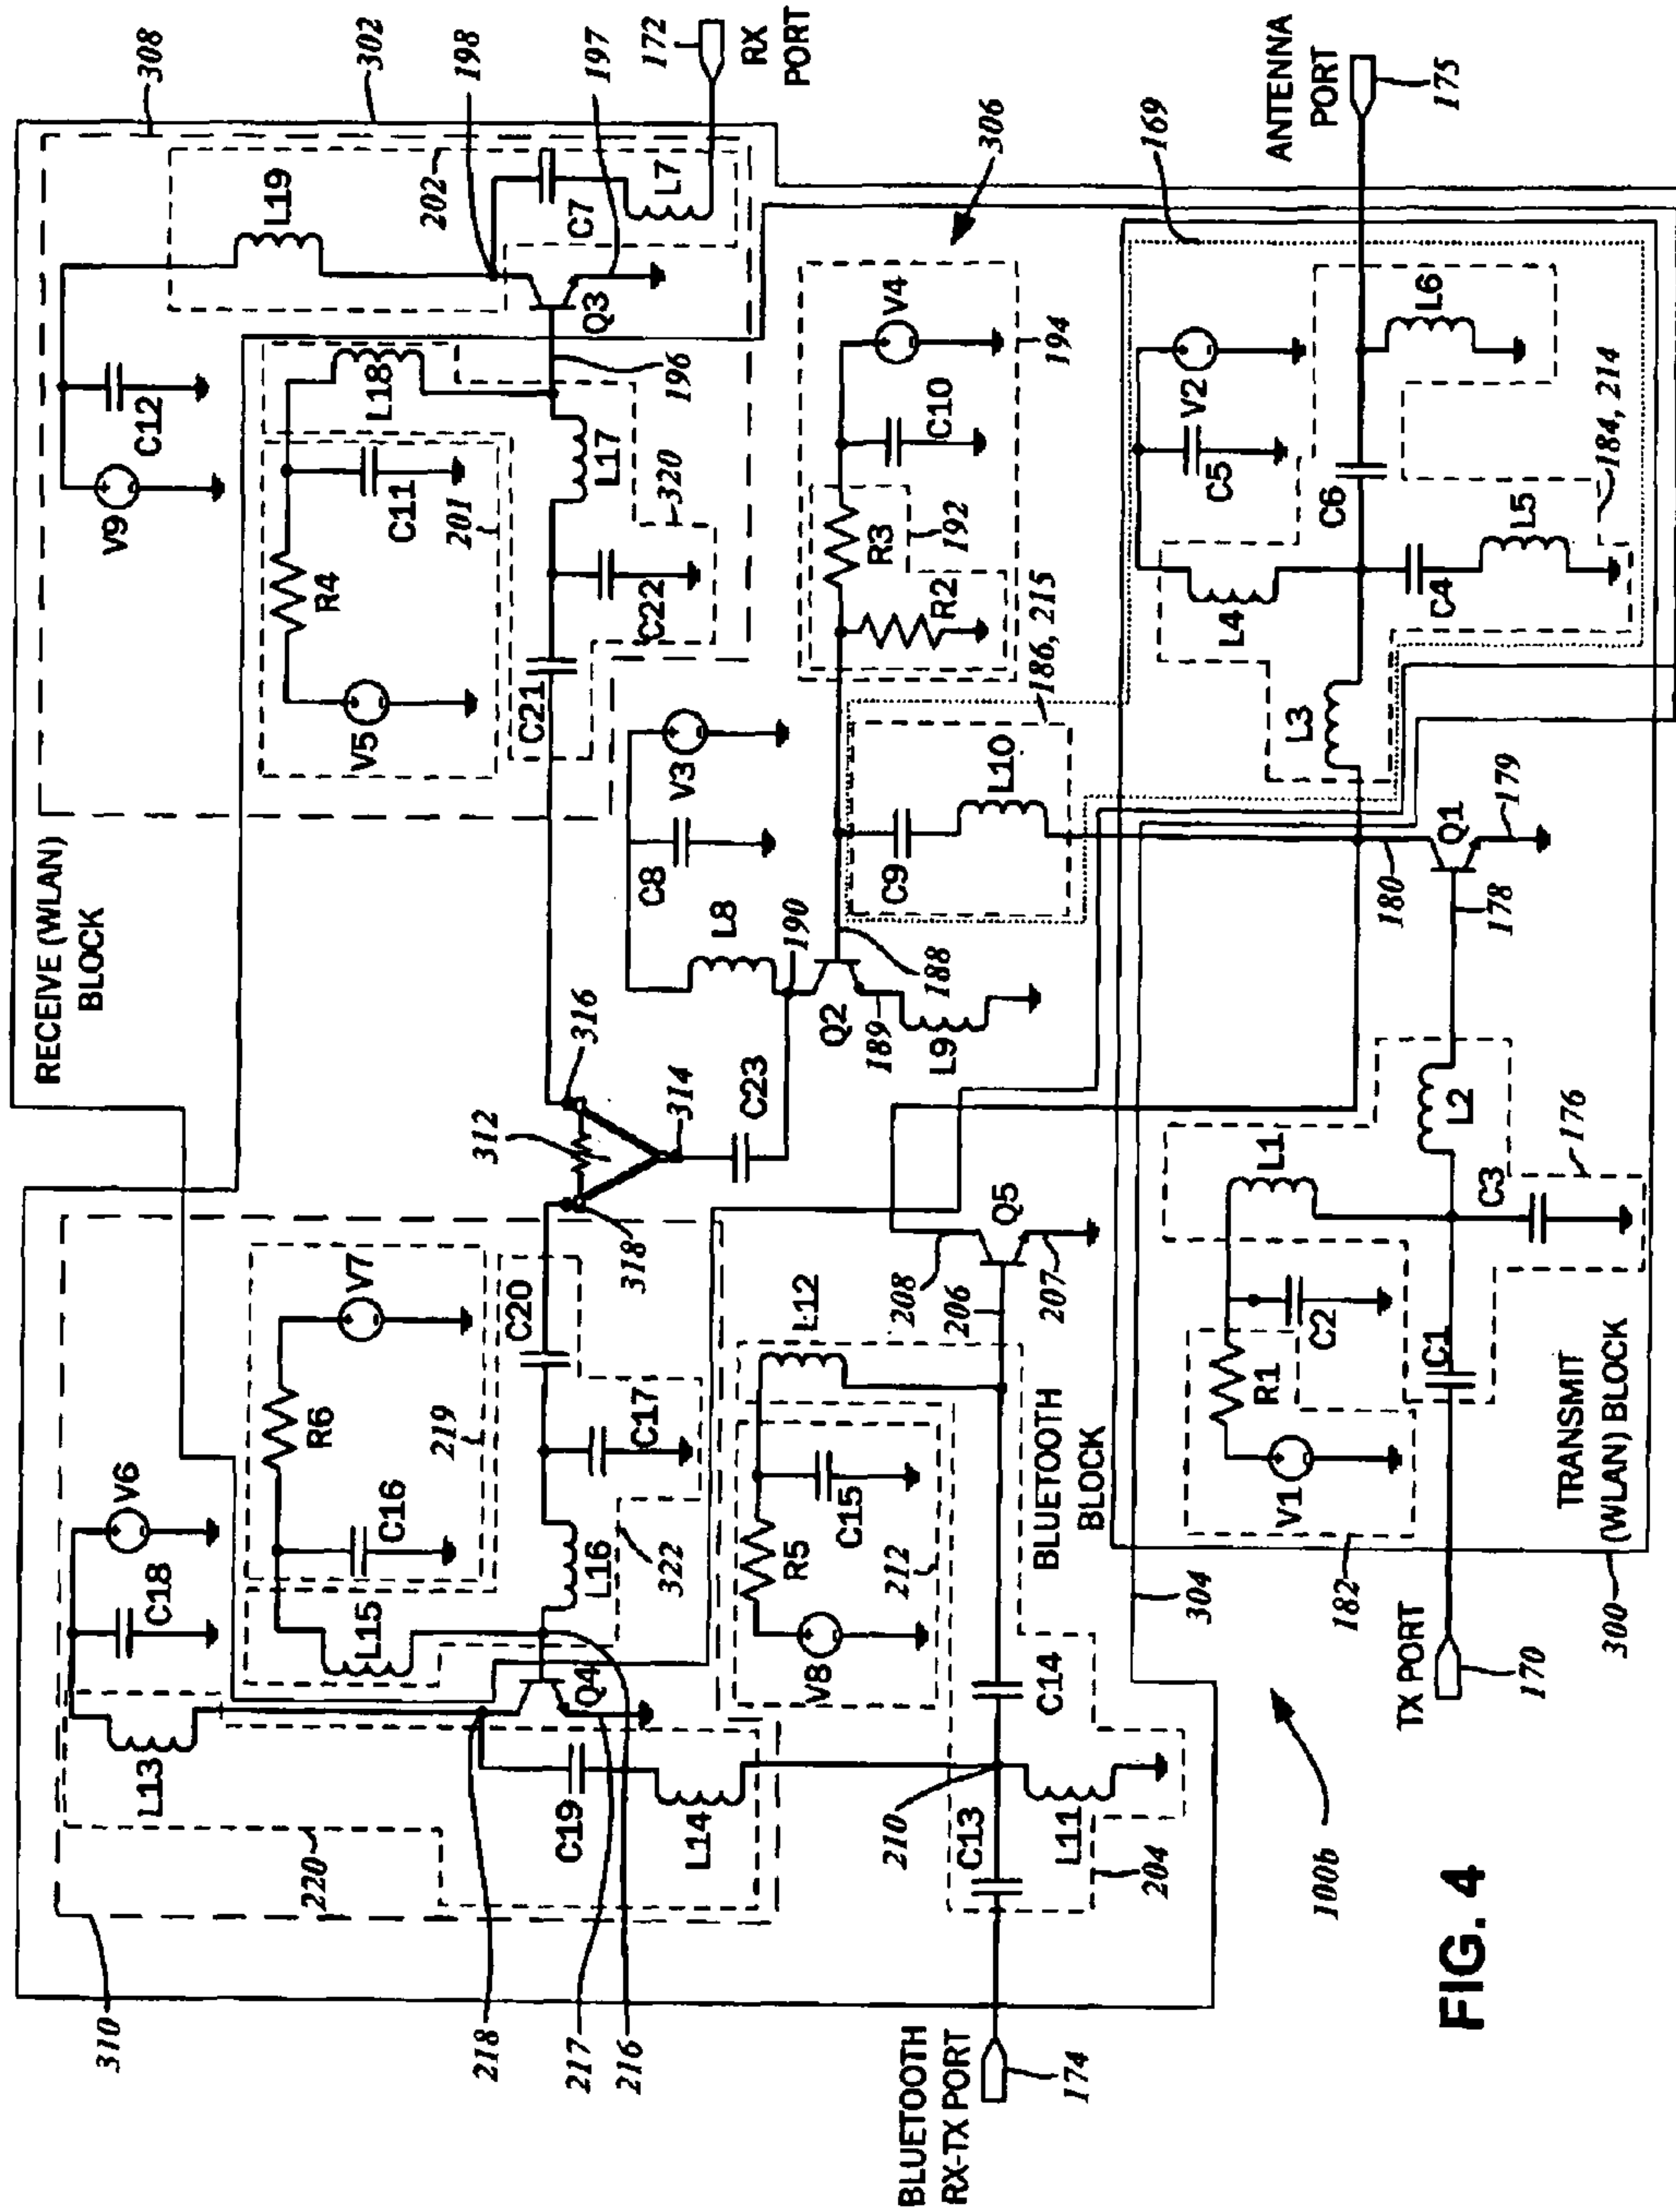 RECEIVE (WLAN)
BLOCK
308
302
198
172
RX
PORT
197
202
L19
C7
L7
Q3
C12
V9
L18
196
C11
201
R4
V5
L17
320
C22
C21
316
312
314
318
C23
V3
C8
L8
190
Q2
189
188
L9
306
V4
194
C10
R3
192
R2
186, 215
C9
L10
169
ANTENNA
PORT
175
L6
V2
C5
C6
184, 214
L5
C4
L4
L3
Q1
179
180
178
L2
176
C3
L1
C2
R1
V1
C1
TRANSMIT
(WLAN) BLOCK
182
300
TX PORT
170
304
BLUETOOTH
BLOCK
Q5
208
206
207
L12
R5
C15
212
V8
C14
C13
L11
210
204
V7
R6
219
C16
C20
C17
L16
322
L15
Q4
V6
C18
L13
C19
L14
220
310
218
217
216
BLUETOOTH
RX-TX PORT
174
100b
FIG. 4